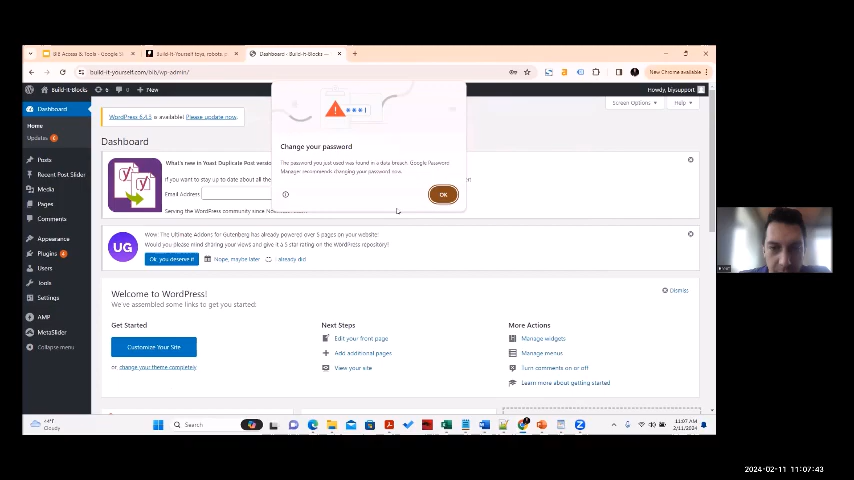 BIB Access & Tools - Google Sl
Build-It-Yourself toys, robots, p
Dashboard - Build-It-Blocks —
build-it-yourself.com/bib/wp-admin/
New Chrome available
Build-It-Blocks
6
0
New
Howdy, biysupport
Screen Options
Help
Dashboard
Home
Updates 6
Posts
Recent Post Slider
Media
Pages
Comments
Appearance
Plugins 4
Users
Tools
Settings
AMP
MetaSlider
Collapse menu
WordPress 6.4.3 is available! Please update now.
Dashboard
Change your password
The password you just used was found in a data breach. Google Password
Manager recommends changing your password now.
OK
What's new in Yoast Duplicate Post version
If you want to stay up to date about all the
Email Address
Serving the WordPress community since
UG
Wow! The Ultimate Addons for Gutenberg has already powered over 5 pages on your website!
Would you please mind sharing your views and give it a 5 star rating on the WordPress repository?
Ok, you deserve it
Nope, maybe later
I already did
Welcome to WordPress!
We've assembled some links to get you started:
Dismiss
Get Started
Customize Your Site
or change your theme completely
Next Steps
Edit your front page
Add additional pages
View your site
More Actions
Manage widgets
Manage menus
Turn comments on or off
Learn more about getting started
44°F
Cloudy
Search
11:07 AM
2/11/2024
2024-02-11 11:07:43